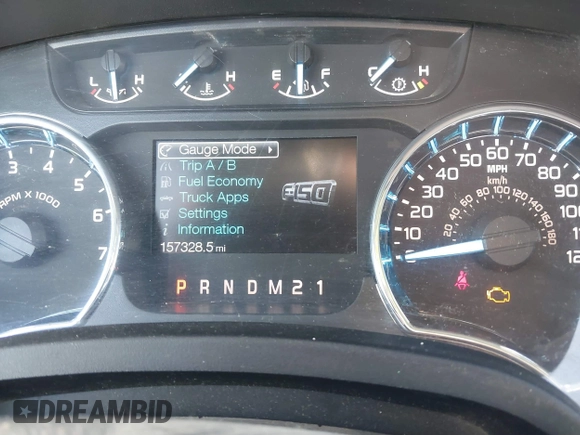 L H H E F C H
Gauge Mode
Trip A / B
Fuel Economy
Truck Apps
Settings
Information
157328.5 mi
F150
P R N D M 2 1
3 4 5 6 7
RPM X 1000
10 20 30 40 50 60 70 80 90 100
MPH
km/h
20 40 60 80 100 120 140 160 180
DREAMBID